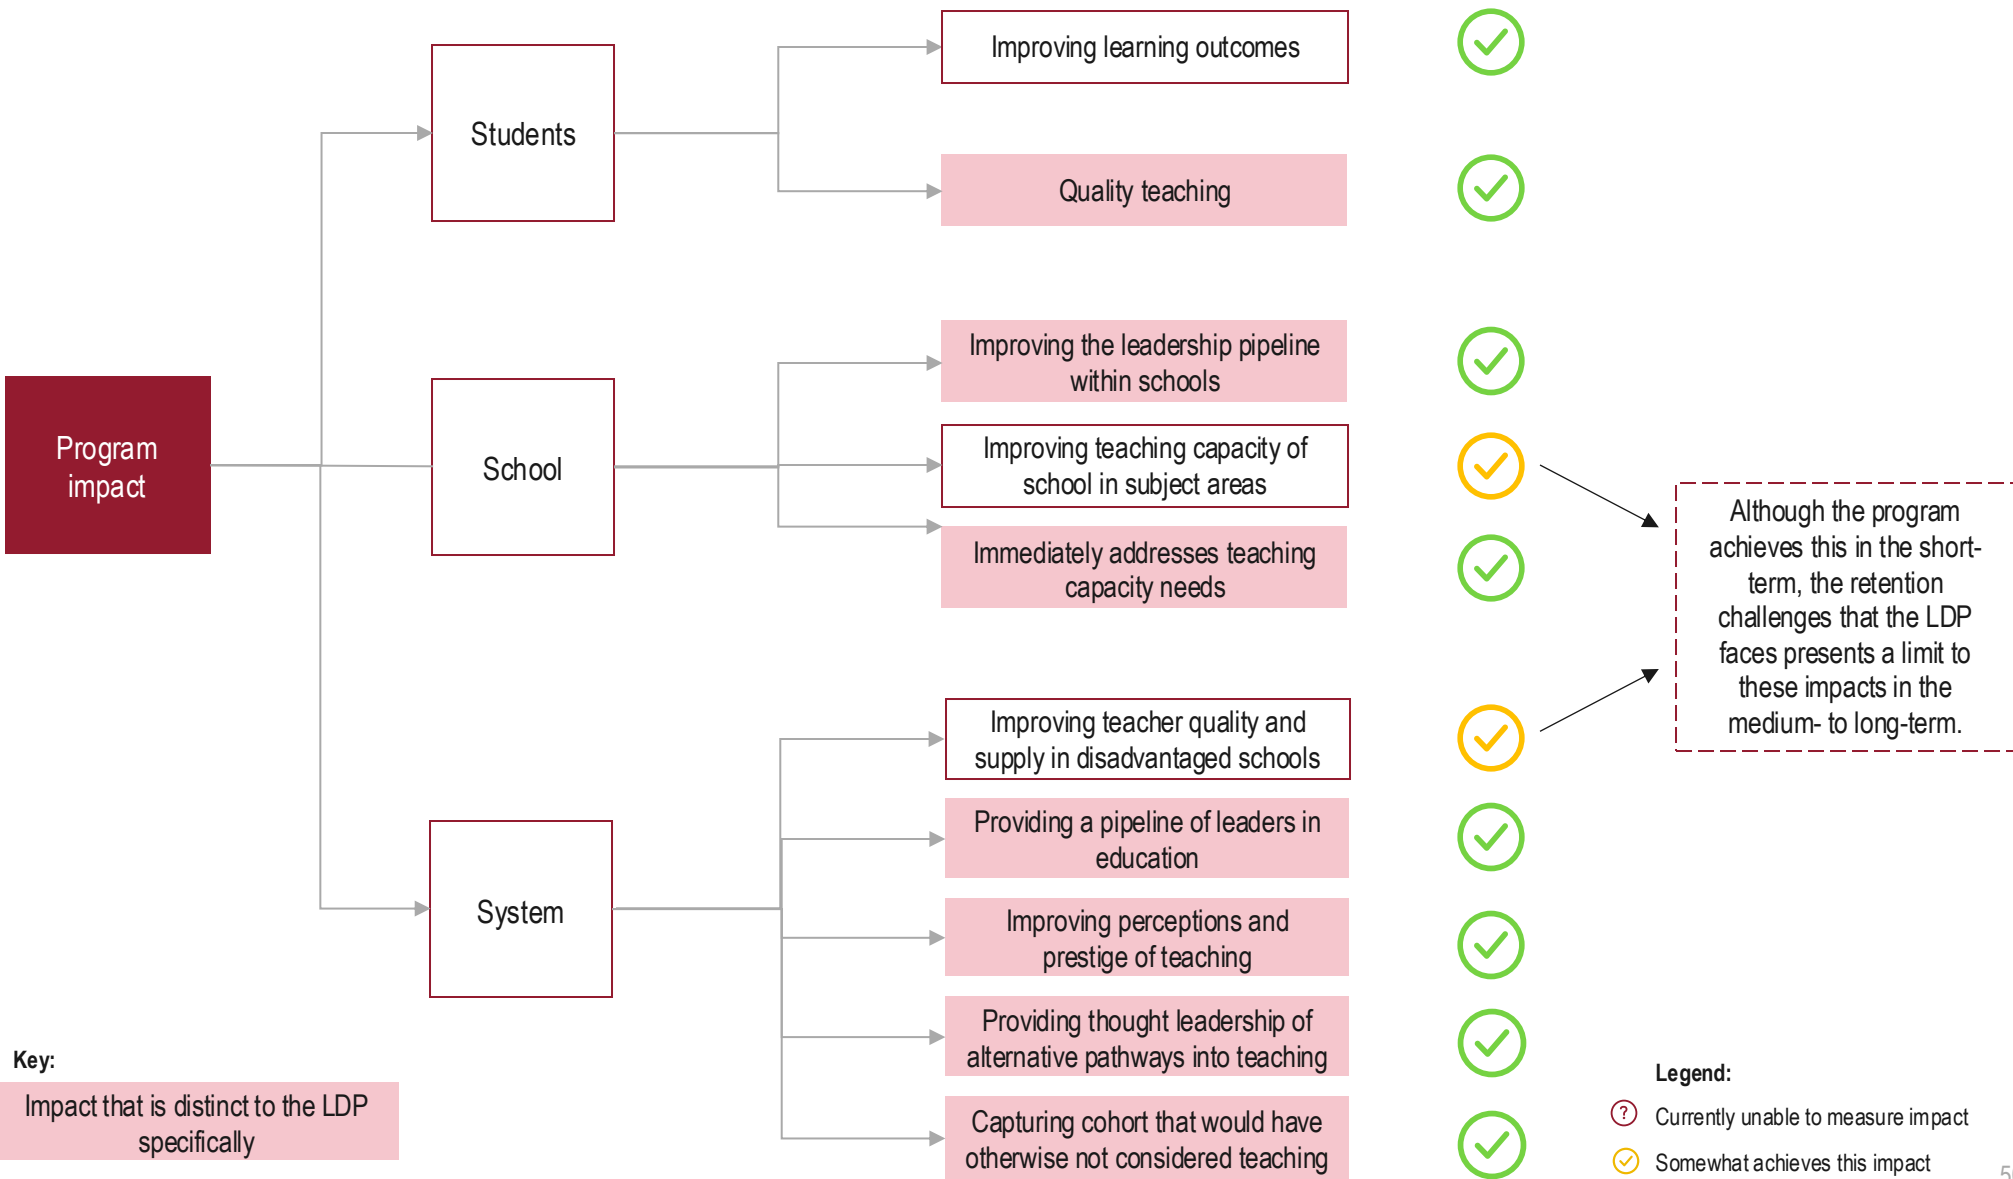 Improving learning outcomes
Students
Quality teaching
Improving the leadership pipeline
within schools
Program
impact
School
Improving teaching capacity of
school in subject areas
Immediately addresses teaching
capacity needs
Although the program
achieves this in the short-
term, the retention
challenges that the LDP
faces presents a limit to
these impacts in the
medium- to long-term.
Improving teacher quality and
supply in disadvantaged schools
Providing a pipeline of leaders in
education
System
Improving perceptions and
prestige of teaching
Providing thought leadership of
alternative pathways into teaching
Capturing cohort that would have
otherwise not considered teaching
Key:
Impact that is distinct to the LDP
specifically
Legend:
? Currently unable to measure impact
Somewhat achieves this impact